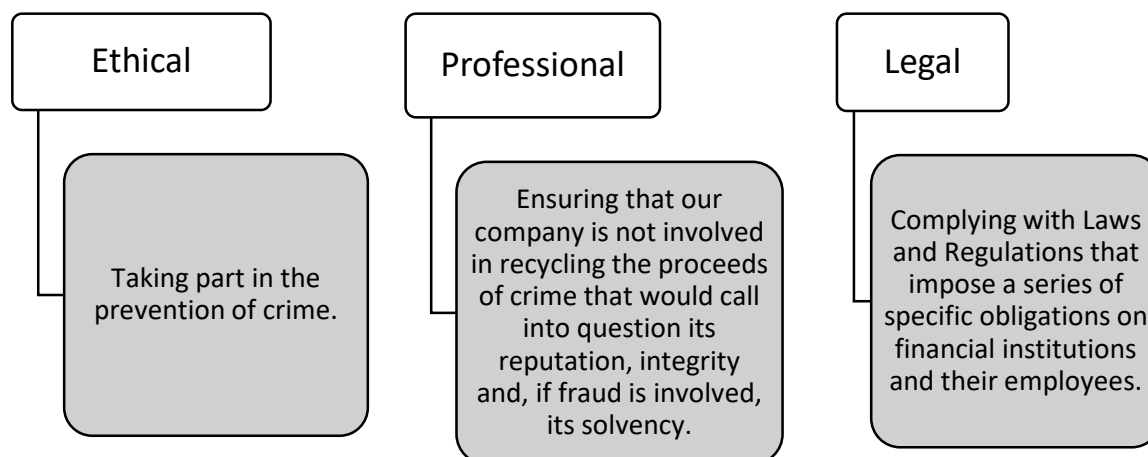 Ethical
Taking part in the
prevention of crime.
Professional
Ensuring that our
company is not involved
in recycling the proceeds
of crime that would call
into question its
reputation, integrity
and, if fraud is involved,
its solvency.
Legal
Complying with Laws
and Regulations that
impose a series of
specific obligations on
financial institutions
and their employees.